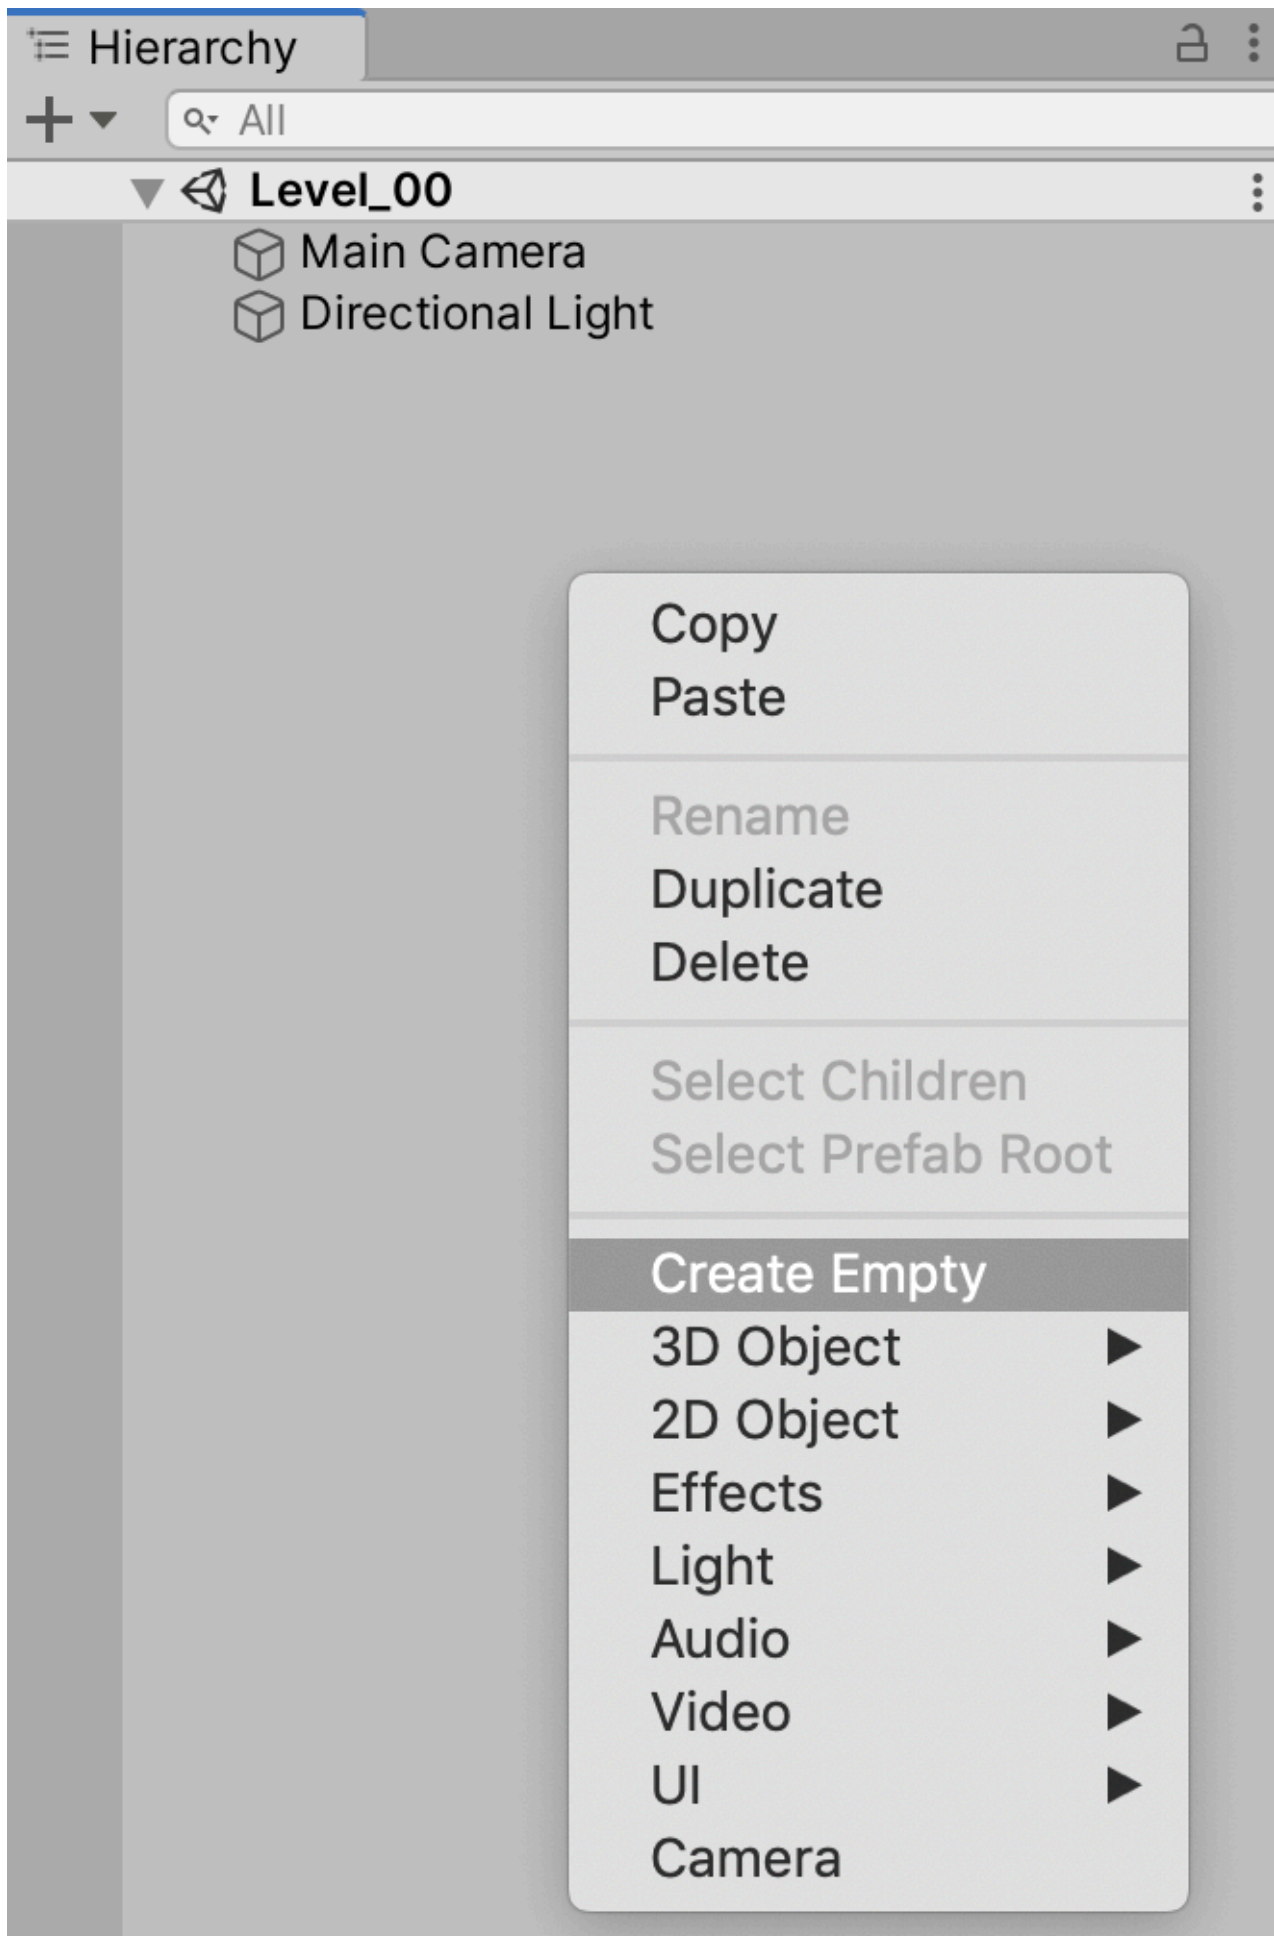 Hierarchy
All
Level_00
Main Camera
Directional Light
Copy
Paste
Rename
Duplicate
Delete
Select Children
Select Prefab Root
Create Empty
3D Object
2D Object
Effects
Light
Audio
Video
UI
Camera